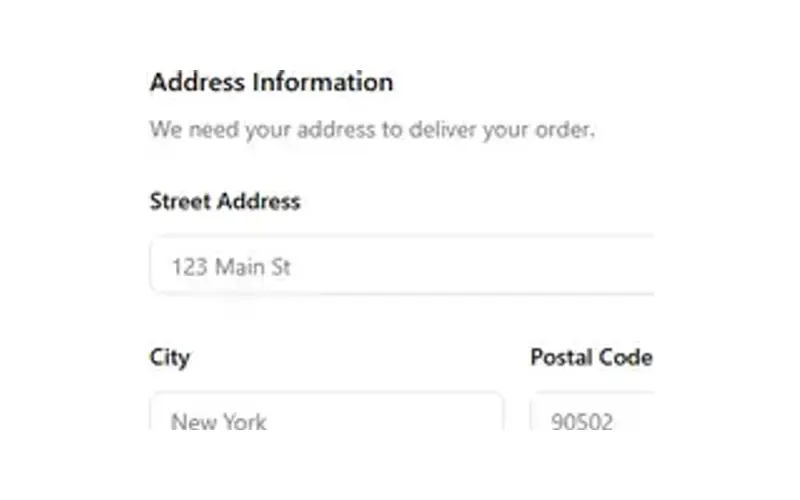 Address Information
We need your address to deliver your order.
Street Address
123 Main St
City Postal Code
New York 90502